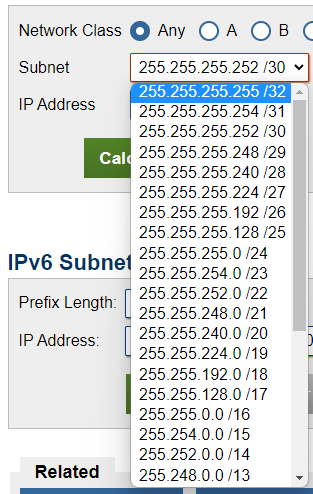 Network Class Any A B
Subnet 255.255.255.252 /30
IP Address
255.255.255.255 /32
255.255.255.254 /31
255.255.255.252 /30
255.255.255.248 /29
255.255.255.240 /28
255.255.255.224 /27
255.255.255.192 /26
255.255.255.128 /25
255.255.255.0 /24
255.255.254.0 /23
255.255.252.0 /22
255.255.248.0 /21
255.255.240.0 /20
255.255.224.0 /19
255.255.192.0 /18
255.255.128.0 /17
255.255.0.0 /16
255.254.0.0 /15
255.252.0.0 /14
255.248.0.0 /13
Calc
IPv6 Subnet
Prefix Length:
IP Address:
Related